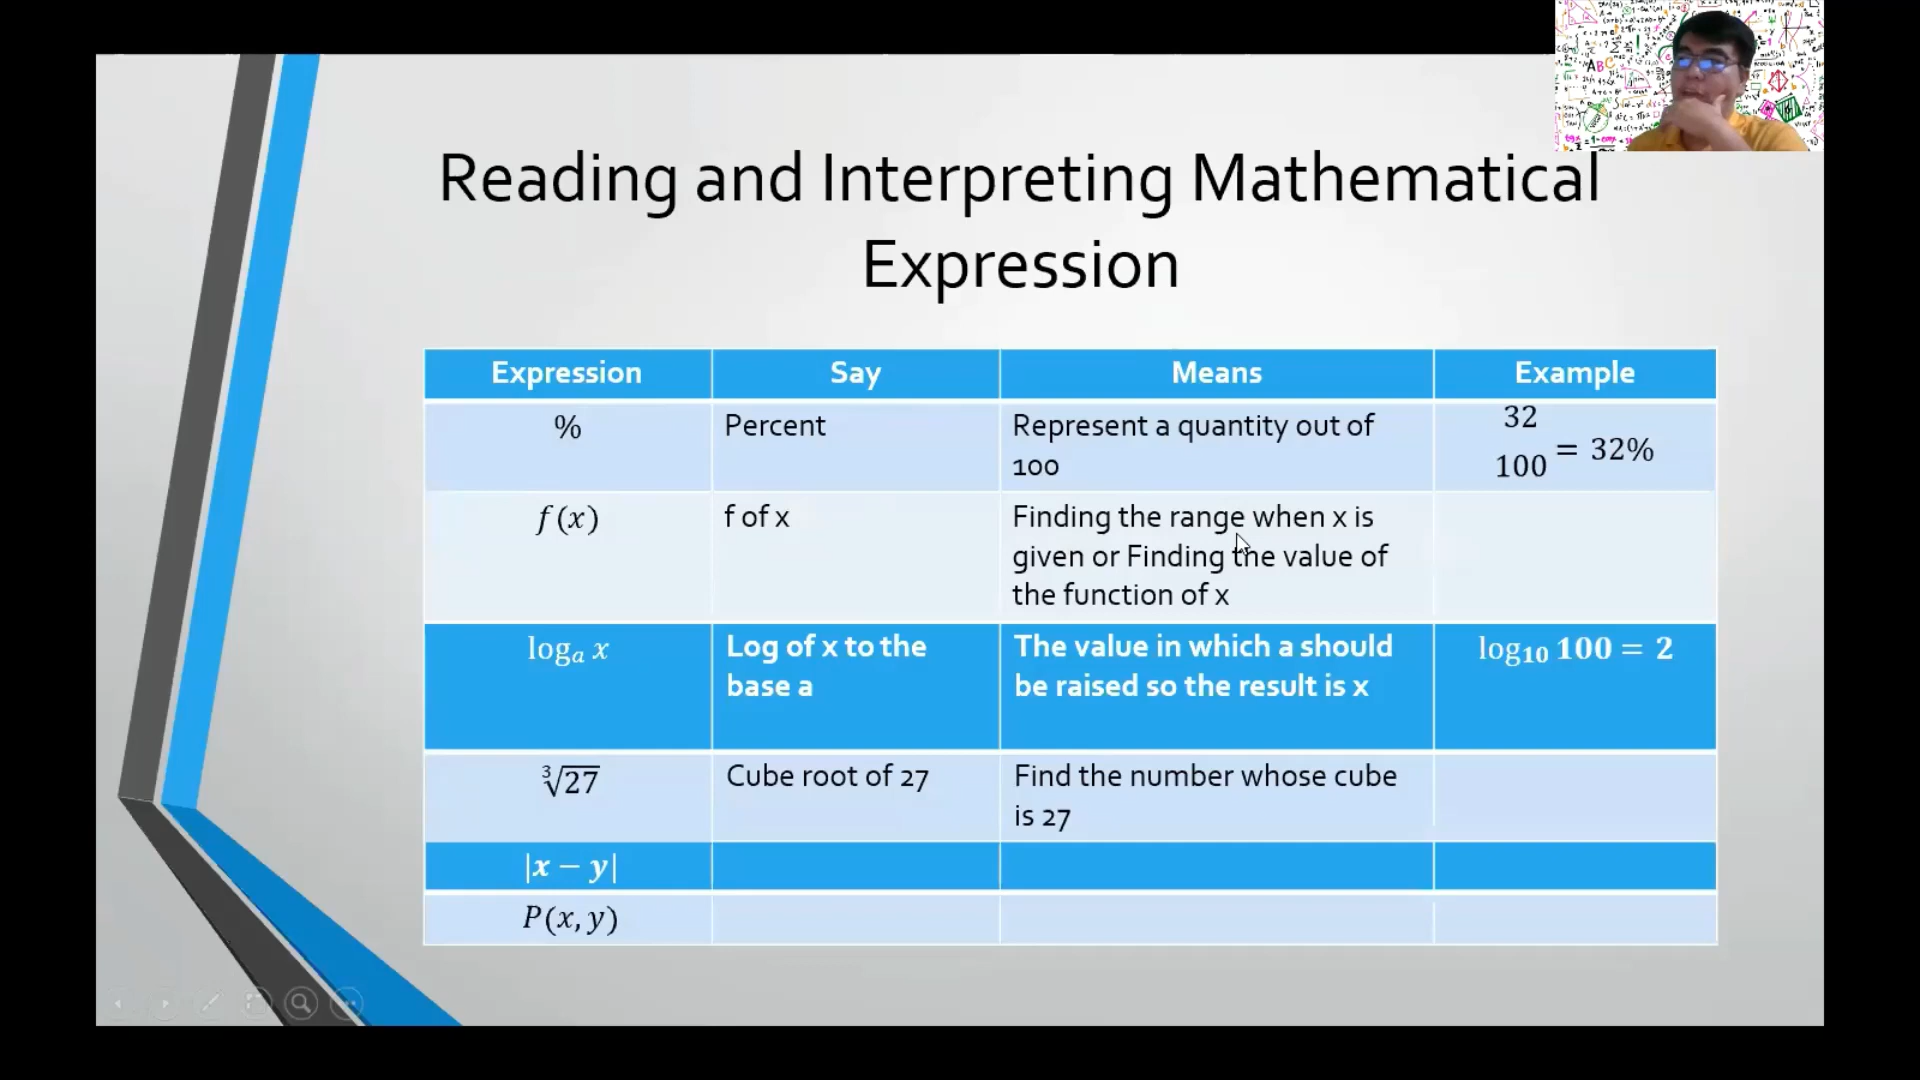 Reading and Interpreting Mathematical
Expression
Expression Say Means Example
% Percent Represent a quantity out of
100
32
100 = 32%
f(x) f of x Finding the range when x is
given or Finding the value of
the function of x
logₐ x Log of x to the
base a
The value in which a should
be raised so the result is x
log₁₀ 100 = 2
∛27 Cube root of 27 Find the number whose cube
is 27
|x − y|
P(x, y)
ABC